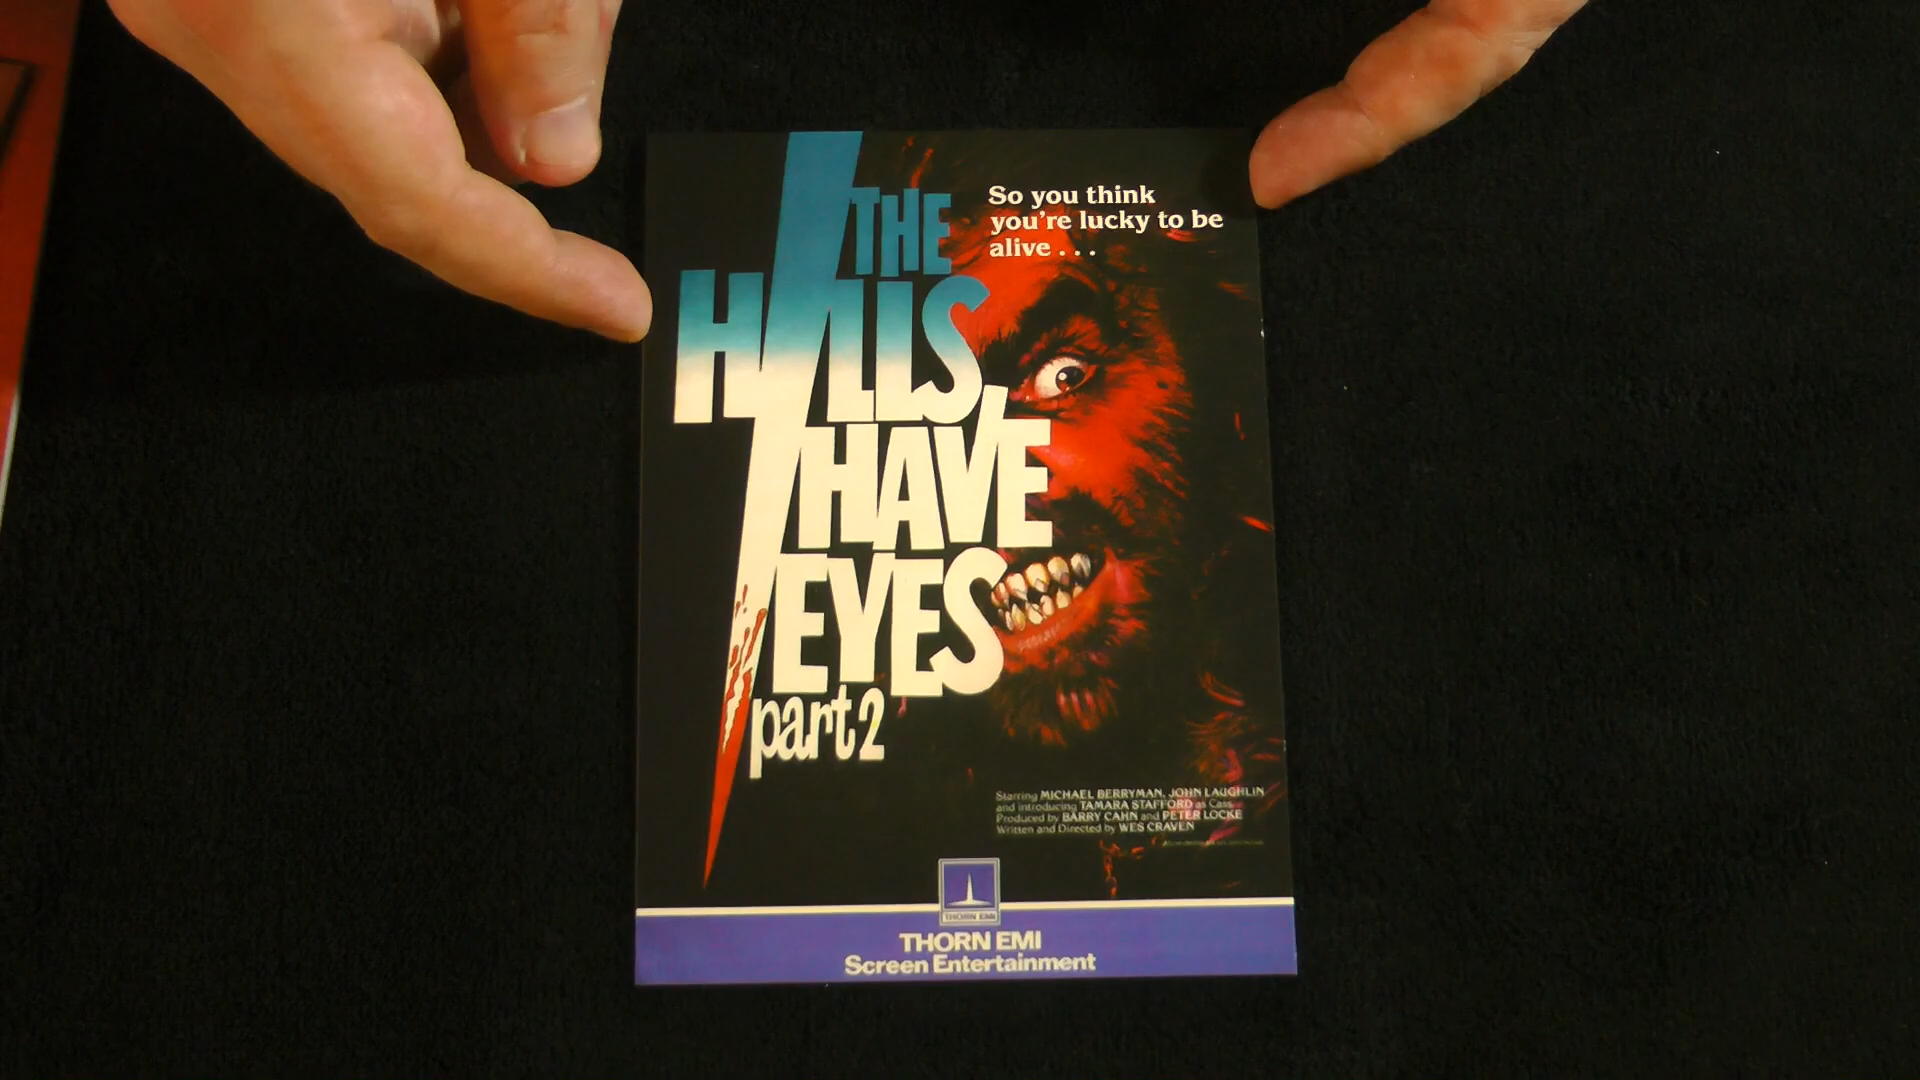 So you think
you're lucky to be
alive . . .
THE
HILLS
HAVE
EYES
part 2
Starring MICHAEL BERRYMAN, JOHN LAUGHLIN
and introducing TAMARA STAFFORD as Cass
Produced by BARRY CAHN and PETER LOCKE
Written and Directed by WES CRAVEN
THORN EMI
THORN EMI
Screen Entertainment